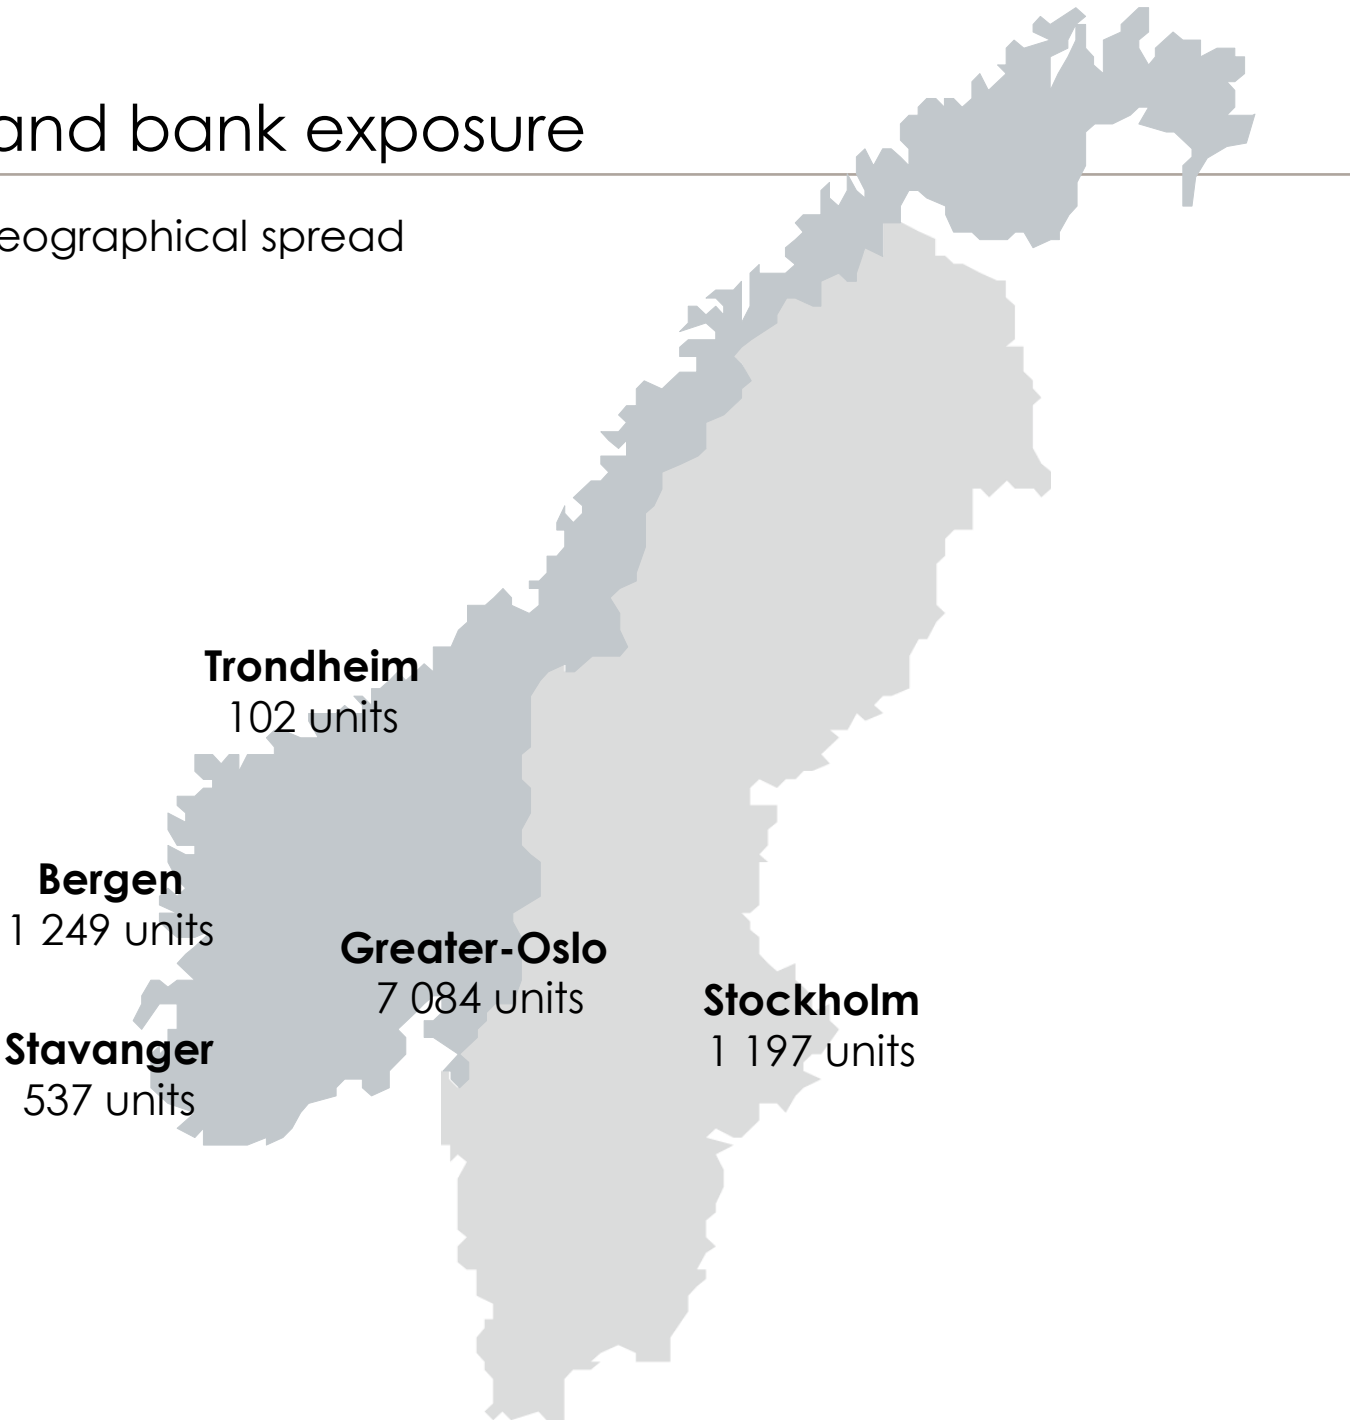 and bank exposure
eographical spread
Trondheim
102 units
Bergen
1 249 units
Greater-Oslo
7 084 units
Stockholm
1 197 units
Stavanger
537 units